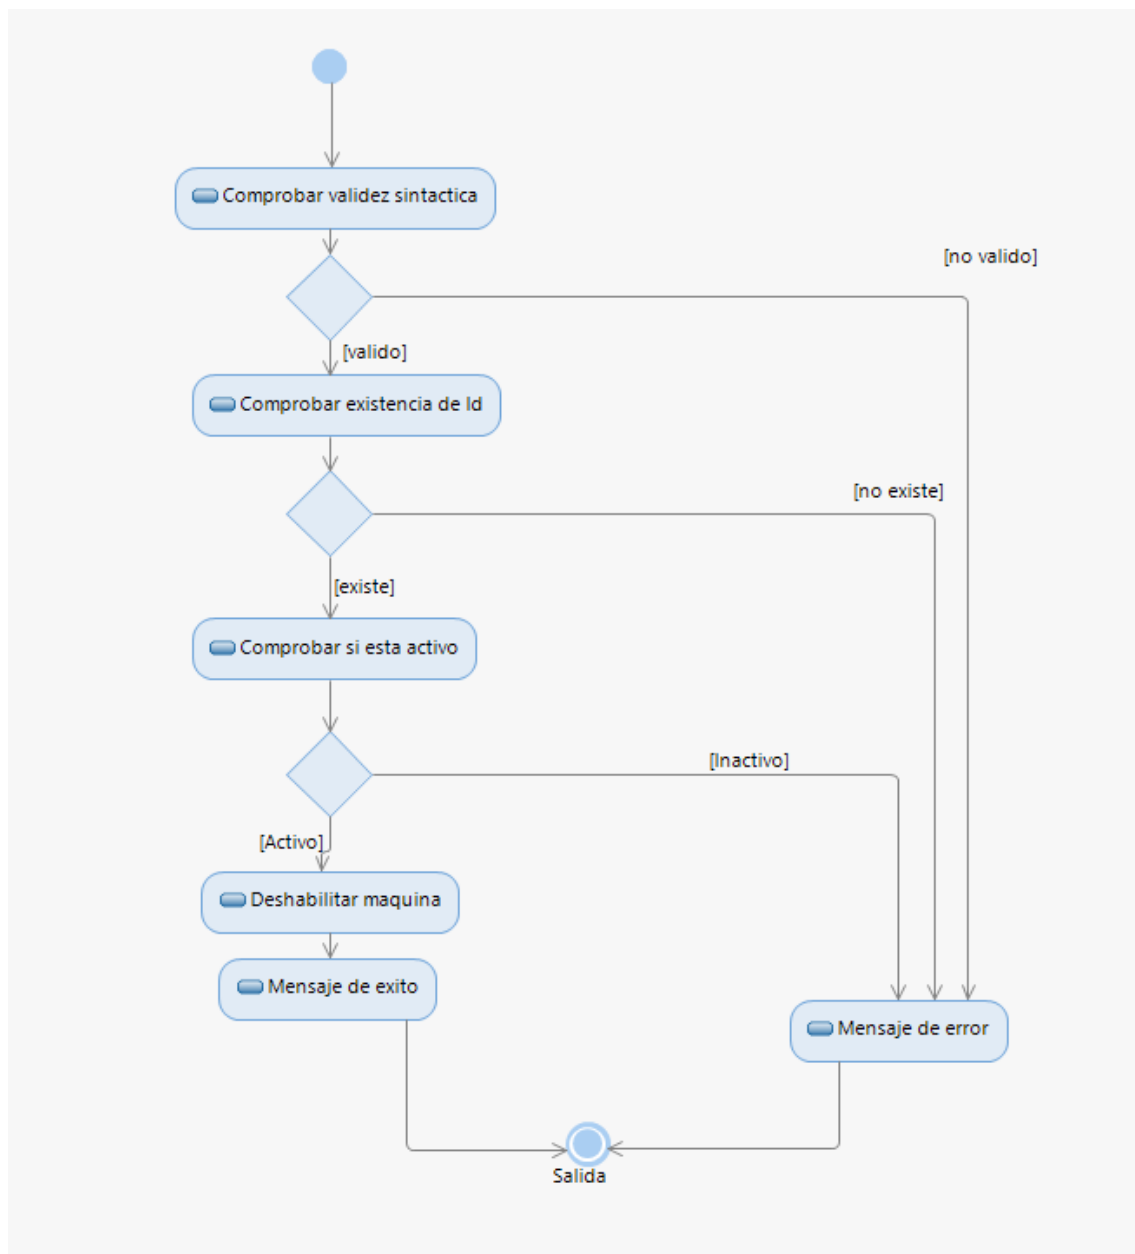 Comprobar validez sintactica
[no valido]
[valido]
Comprobar existencia de Id
[no existe]
[existe]
Comprobar si esta activo
[Inactivo]
[Activo]
Deshabilitar maquina
Mensaje de exito
Mensaje de error
Salida